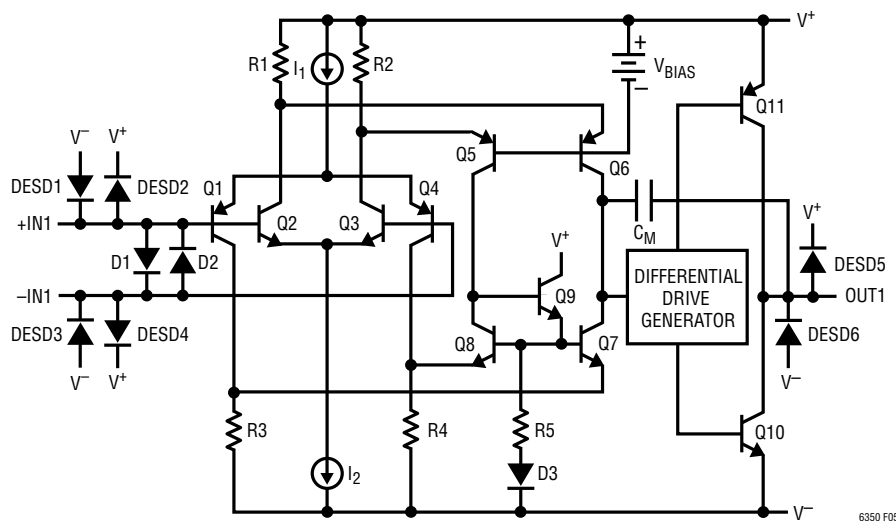 V+
R1
I1
R2
+
VBIAS
−
Q11
V− V+
Q5
Q6
DESD1
DESD2
Q1
Q4
+IN1
Q2
Q3
CM
V+
D1
D2
V+
DIFFERENTIAL
DRIVE
GENERATOR
DESD5
−IN1
OUT1
Q9
DESD3
DESD4
Q8
Q7
DESD6
V− V+
V−
R3
R4
R5
Q10
I2
D3
V−
6350 F05